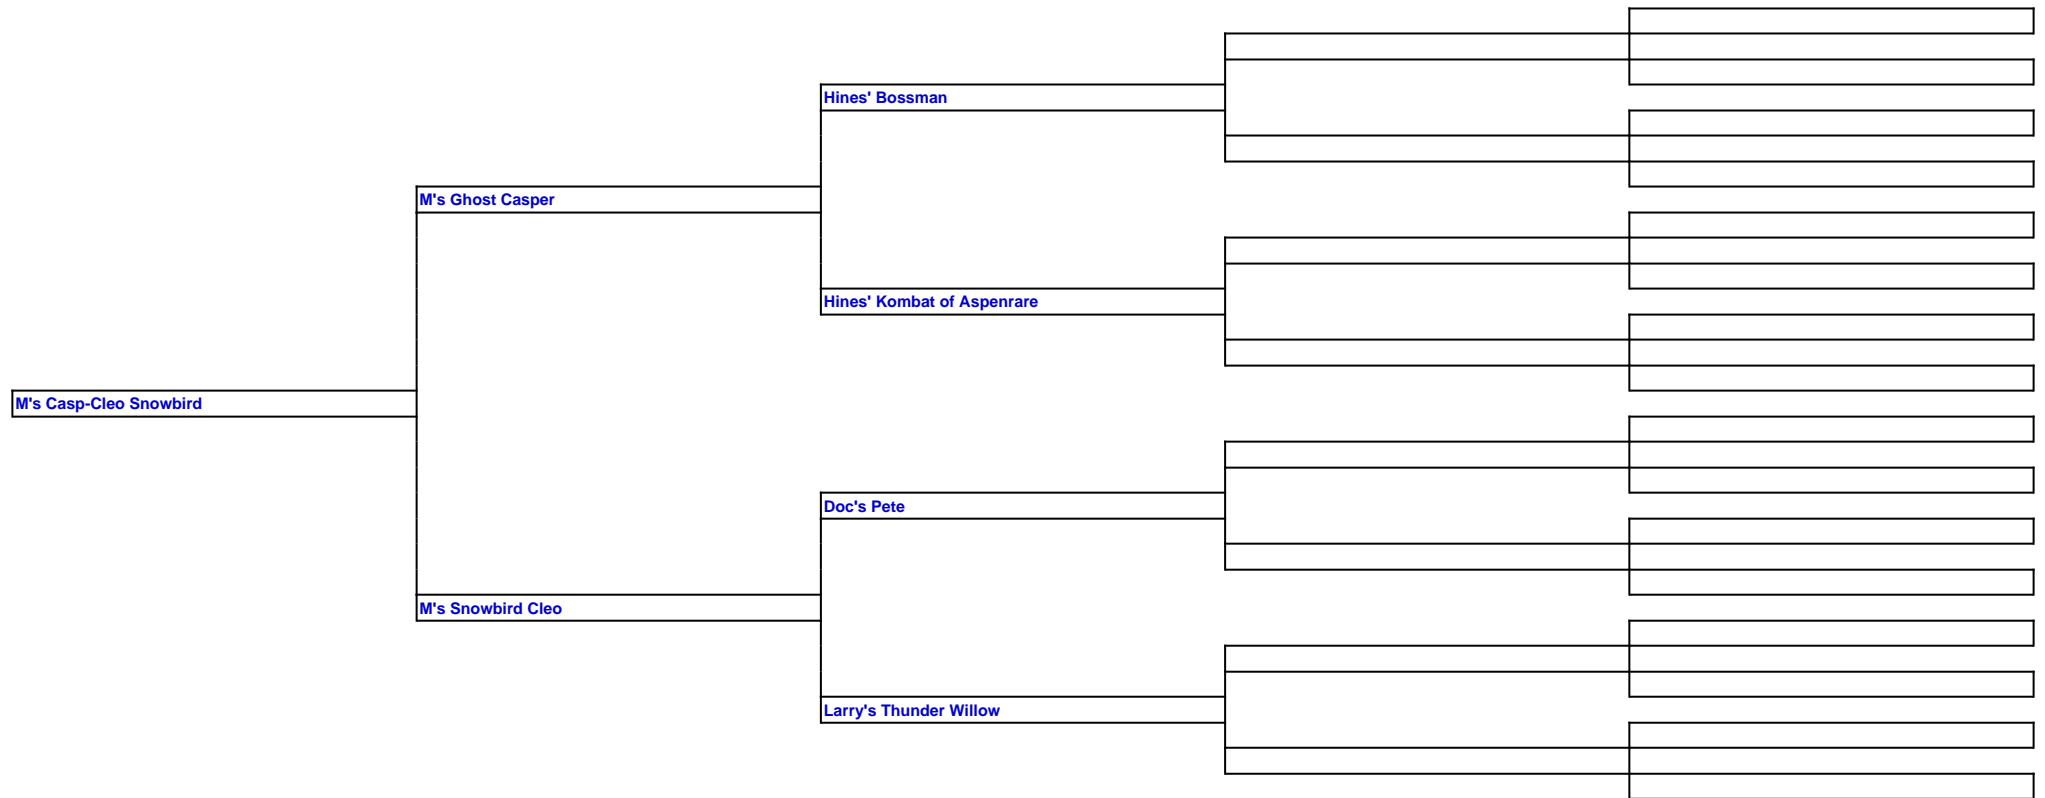 Hines' Bossman
M's Ghost Casper
Hines' Kombat of Aspenrare
M's Casp-Cleo Snowbird
Doc's Pete
M's Snowbird Cleo
Larry's Thunder Willow